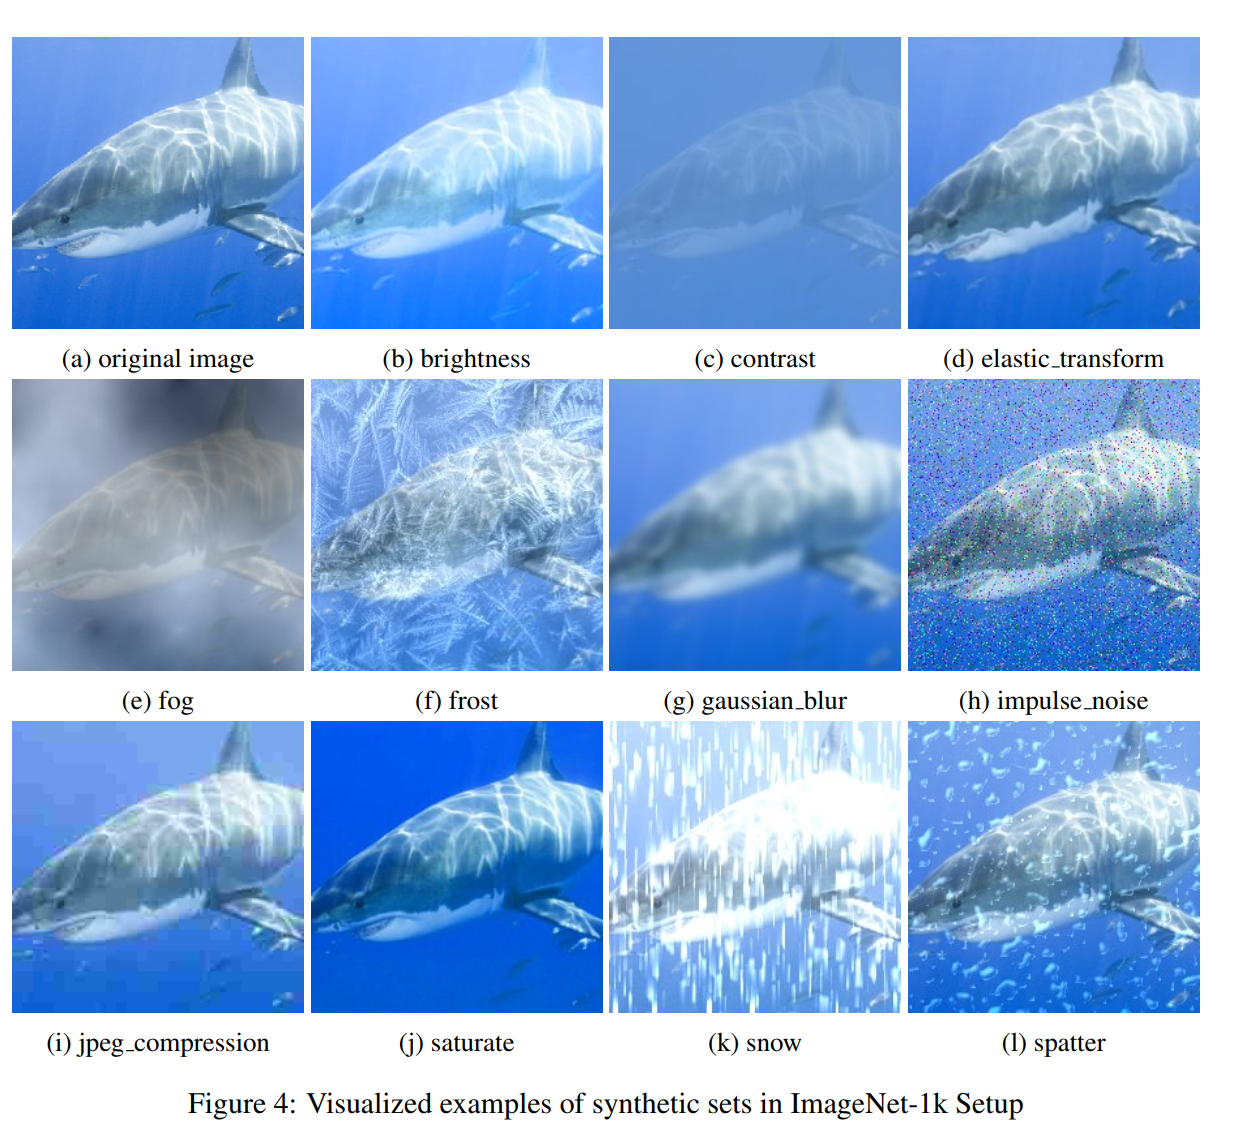 (a) original image
(b) brightness
(c) contrast
(d) elastic_transform
(e) fog
(f) frost
(g) gaussian_blur
(h) impulse_noise
(i) jpeg_compression
(j) saturate
(k) snow
(l) spatter
Figure 4: Visualized examples of synthetic sets in ImageNet-1k Setup